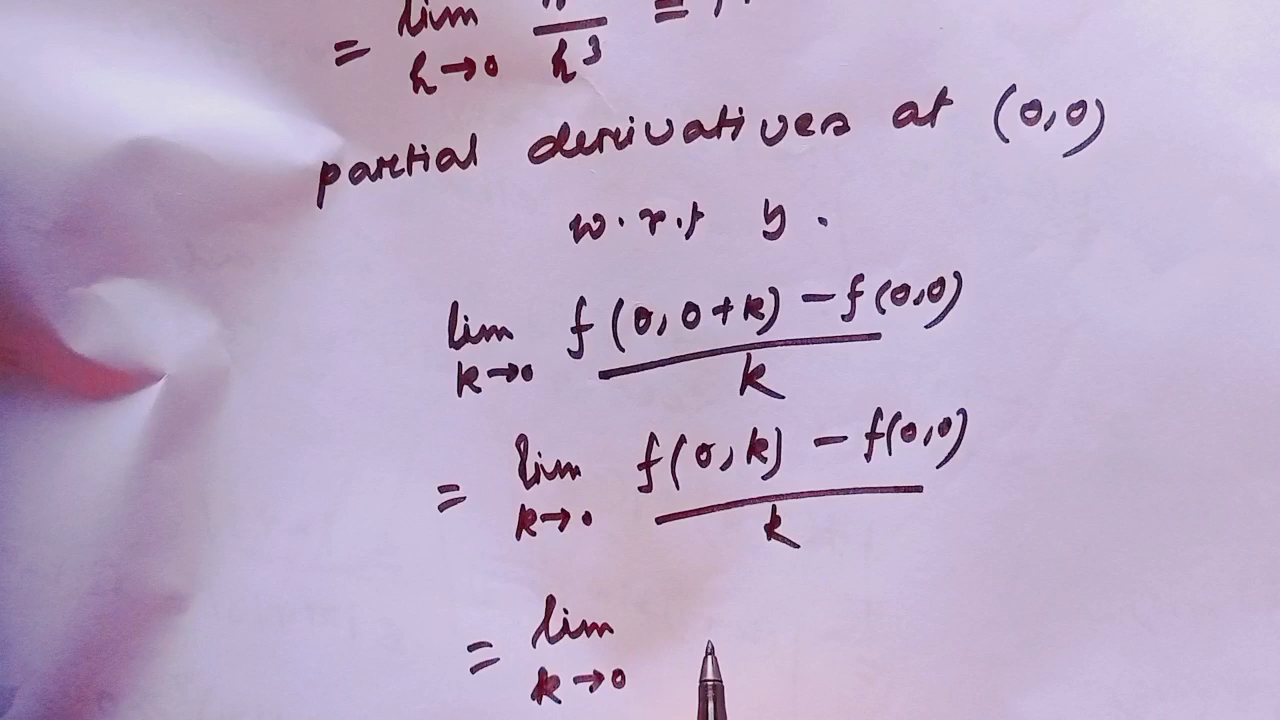 = lim
h→0 h³
partial derivatives at (0,0)
w.r.t y.
lim f(0,0+k) - f(0,0)
k→0 k
= lim f(0,k) - f(0,0)
k→0 k
= lim
k→0